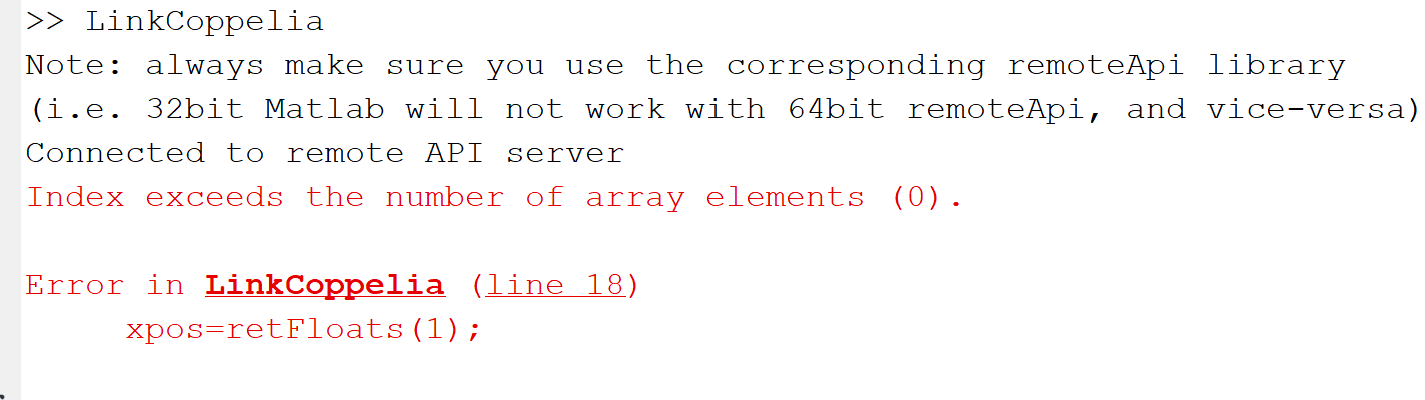 >> LinkCoppelia
Note: always make sure you use the corresponding remoteApi library
(i.e. 32bit Matlab will not work with 64bit remoteApi, and vice-versa)
Connected to remote API server
Index exceeds the number of array elements (0).
Error in LinkCoppelia (line 18)
xpos=retFloats(1);